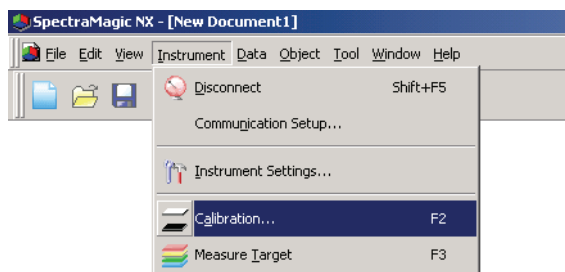 SpectraMagic NX - [New Document1]
File Edit View Instrument Data Object Tool Window Help
Disconnect Shift+F5
Communication Setup...
Instrument Settings...
Calibration... F2
Measure Target F3